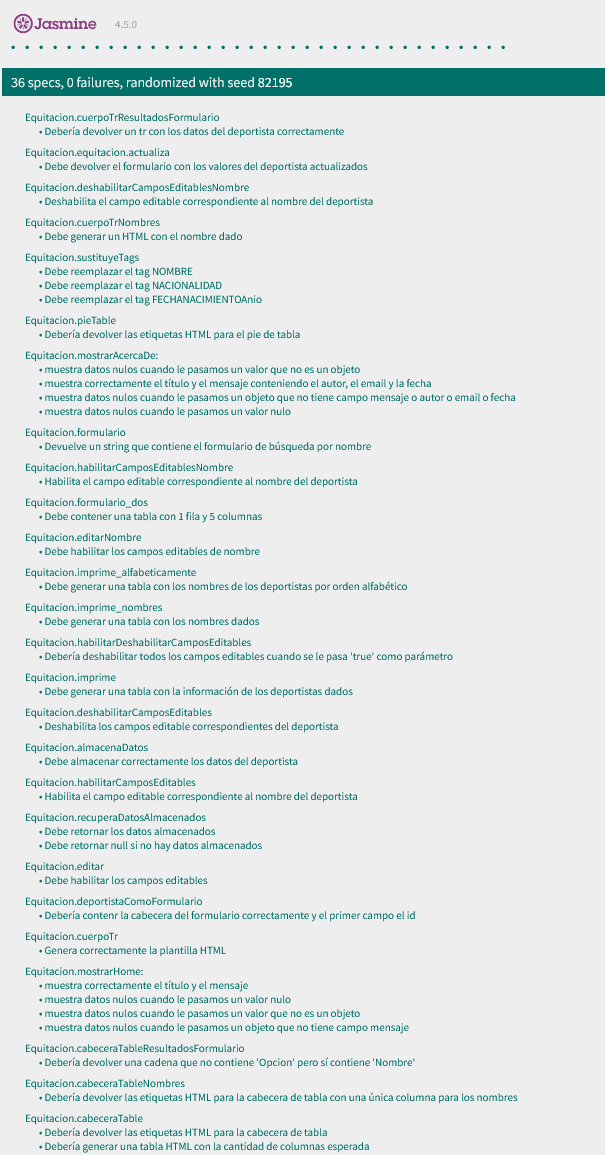 Jasmine 4.5.0
36 specs, 0 failures, randomized with seed 82195
Equitacion.cuerpoTrResultadosFormulario
• Debería devolver un tr con los datos del deportista correctamente
Equitacion.equitacion.actualiza
• Debe devolver el formulario con los valores del deportista actualizados
Equitacion.deshabilitarCamposEditablesNombre
• Deshabilita el campo editable correspondiente al nombre del deportista
Equitacion.cuerpoTrNombres
• Debe generar un HTML con el nombre dado
Equitacion.sustituyeTags
• Debe reemplazar el tag NOMBRE
• Debe reemplazar el tag NACIONALIDAD
• Debe reemplazar el tag FECHANACIMIENTOAnio
Equitacion.pieTable
• Debería devolver las etiquetas HTML para el pie de tabla
Equitacion.mostrarAcercaDe:
• muestra datos nulos cuando le pasamos un valor que no es un objeto
• muestra correctamente el título y el mensaje conteniendo el autor, el email y la fecha
• muestra datos nulos cuando le pasamos un objeto que no tiene campo mensaje o autor o email o fecha
• muestra datos nulos cuando le pasamos un valor nulo
Equitacion.formulario
• Devuelve un string que contiene el formulario de búsqueda por nombre
Equitacion.habilitarCamposEditablesNombre
• Habilita el campo editable correspondiente al nombre del deportista
Equitacion.formulario_dos
• Debe contener una tabla con 1 fila y 5 columnas
Equitacion.editarNombre
• Debe habilitar los campos editables de nombre
Equitacion.imprime_alfabeticamente
• Debe generar una tabla con los nombres de los deportistas por orden alfabético
Equitacion.imprime_nombres
• Debe generar una tabla con los nombres dados
Equitacion.habilitarDeshabilitarCamposEditables
• Debería deshabilitar todos los campos editables cuando se le pasa 'true' como parámetro
Equitacion.imprime
• Debe generar una tabla con la información de los deportistas dados
Equitacion.deshabilitarCamposEditables
• Deshabilita los campos editable correspondientes del deportista
Equitacion.almacenaDatos
• Debe almacenar correctamente los datos del deportista
Equitacion.habilitarCamposEditables
• Habilita el campo editable correspondiente al nombre del deportista
Equitacion.recuperaDatosAlmacenados
• Debe retornar los datos almacenados
• Debe retornar null si no hay datos almacenados
Equitacion.editar
• Debe habilitar los campos editables
Equitacion.deportistaComoFormulario
• Debería contenr la cabecera del formulario correctamente y el primer campo el id
Equitacion.cuerpoTr
• Genera correctamente la plantilla HTML
Equitacion.mostrarHome:
• muestra correctamente el título y el mensaje
• muestra datos nulos cuando le pasamos un valor nulo
• muestra datos nulos cuando le pasamos un valor que no es un objeto
• muestra datos nulos cuando le pasamos un objeto que no tiene campo mensaje
Equitacion.cabeceraTableResultadosFormulario
• Debería devolver una cadena que no contiene 'Opcion' pero sí contiene 'Nombre'
Equitacion.cabeceraTableNombres
• Debería devolver las etiquetas HTML para la cabecera de tabla con una única columna para los nombres
Equitacion.cabeceraTable
• Debería devolver las etiquetas HTML para la cabecera de tabla
• Debería generar una tabla HTML con la cantidad de columnas esperada